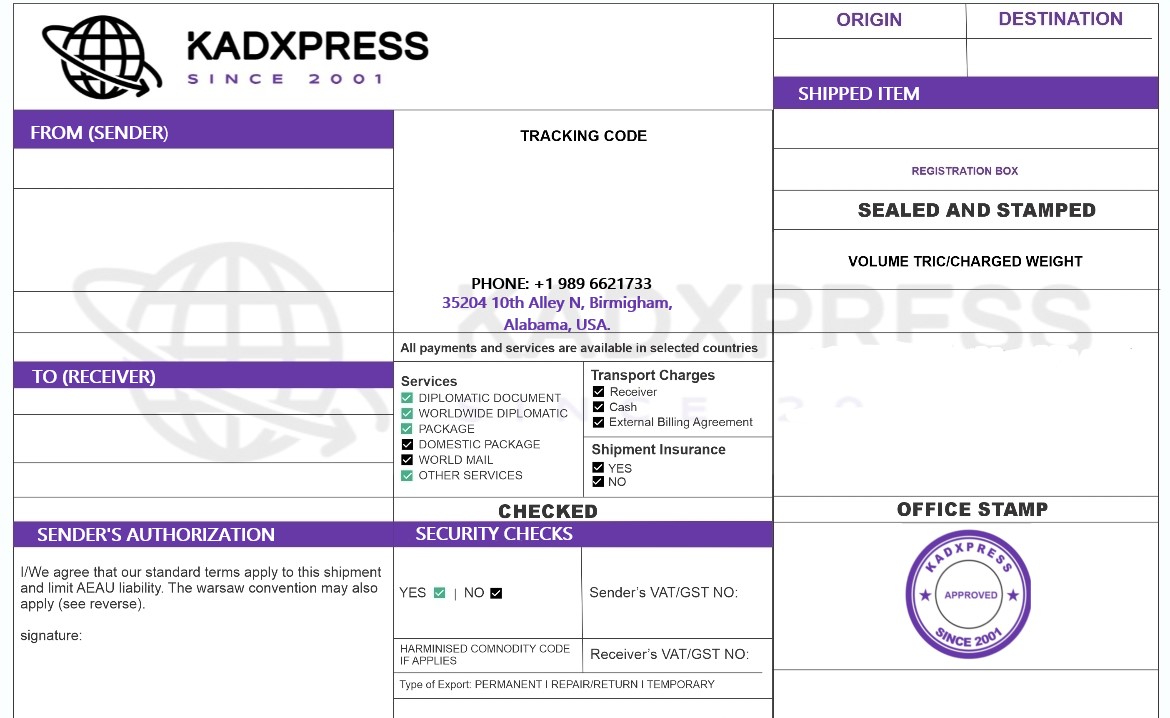 KADXPRESS
SINCE 2001
ORIGIN
DESTINATION
SHIPPED ITEM
FROM (SENDER)
TRACKING CODE
REGISTRATION BOX
SEALED AND STAMPED
VOLUME TRIC/CHARGED WEIGHT
PHONE: +1 989 6621733
35204 10th Alley N, Birmigham,
Alabama, USA.
KADXPRESS
All payments and services are available in selected countries
TO (RECEIVER)
Services
DIPLOMATIC DOCUMENT
WORLDWIDE DIPLOMATIC
PACKAGE
DOMESTIC PACKAGE
WORLD MAIL
OTHER SERVICES
Transport Charges
Receiver
Cash
External Billing Agreement
Shipment Insurance
YES
NO
CHECKED
OFFICE STAMP
SENDER'S AUTHORIZATION
SECURITY CHECKS
I/We agree that our standard terms apply to this shipment
and limit AEAU liability. The warsaw convention may also
apply (see reverse).
signature:
YES | NO
Sender's VAT/GST NO:
HARMINISED COMNODITY CODE
IF APPLIES
Receiver's VAT/GST NO:
Type of Export: PERMANENT I REPAIR/RETURN I TEMPORARY
KADXPRESS
APPROVED
SINCE 2001